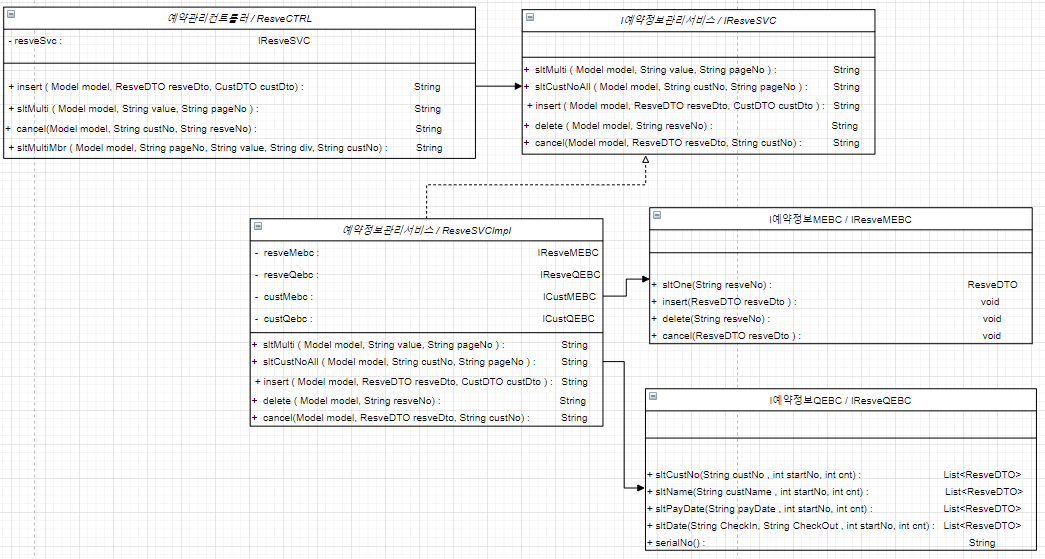 예약관리컨트롤러 / ResveCTRL
- resveSvc : IResveSVC
+ insert ( Model model, ResveDTO resveDto, CustDTO custDto) : String
+ sltMulti ( Model model, String value, String pageNo ) : String
+ cancel(Model model, String custNo, String resveNo) : String
+ sltMultiMbr ( Model model, String pageNo, String value, String div, String custNo) : String
I예약정보관리서비스 / IResveSVC
+ sltMulti ( Model model, String value, String pageNo ) : String
+ sltCustNoAll ( Model model, String custNo, String pageNo ) : String
+ insert ( Model model, ResveDTO resveDto, CustDTO custDto ) : String
+ delete ( Model model, String resveNo) : String
+ cancel(Model model, ResveDTO resveDto, String custNo) : String
예약정보관리서비스 / ResveSVCImpl
- resveMebc : IResveMEBC
- resveQebc : IResveQEBC
- custMebc : ICustMEBC
- custQebc : ICustQEBC
+ sltMulti ( Model model, String value, String pageNo ) : String
+ sltCustNoAll ( Model model, String custNo, String pageNo ) : String
+ insert ( Model model, ResveDTO resveDto, CustDTO custDto ) : String
+ delete ( Model model, String resveNo) : String
+ cancel(Model model, ResveDTO resveDto, String custNo) : String
I예약정보MEBC / IResveMEBC
+ sltOne(String resveNo) : ResveDTO
+ insert(ResveDTO resveDto ) : void
+ delete(String resveNo) : void
+ cancel(ResveDTO resveDto ) : void
I예약정보QEBC / IResveQEBC
+ sltCustNo(String custNo , int startNo, int cnt) : List<ResveDTO>
+ sltName(String custName , int startNo, int cnt) : List<ResveDTO>
+ sltPayDate(String payDate , int startNo, int cnt) : List<ResveDTO>
+ sltDate(String CheckIn, String CheckOut , int startNo, int cnt) : List<ResveDTO>
+ serialNo() : String